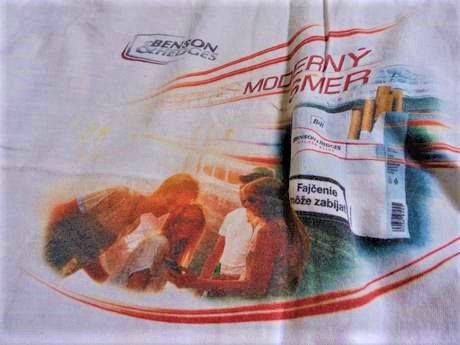 BENSON
& HEDGES
MODERNÝ
SMER
B&H
BENSON & HEDGES
Fajčenie
môže zabíjať